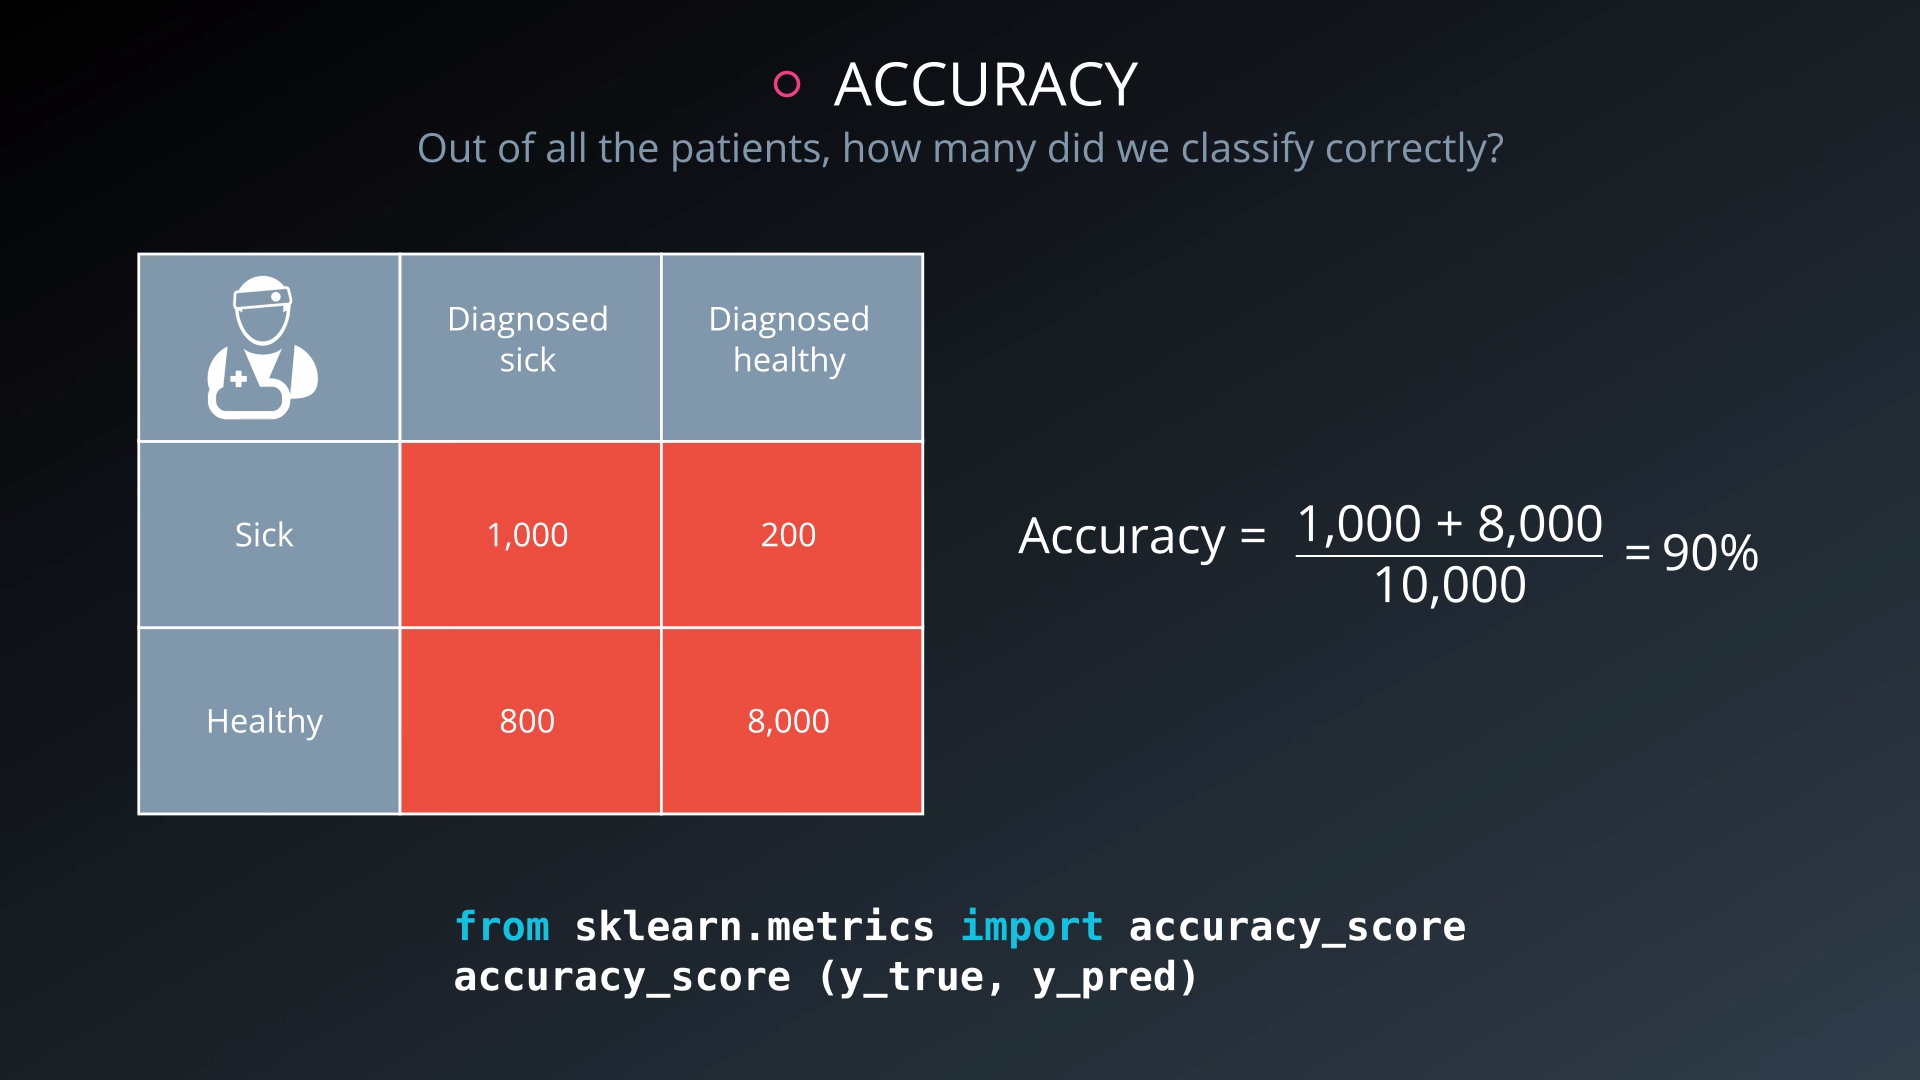 ACCURACY
Out of all the patients, how many did we classify correctly?
Diagnosed
sick
Diagnosed
healthy
Sick
1,000
200
Healthy
800
8,000
Accuracy =
1,000 + 8,000
10,000
= 90%
from sklearn.metrics import accuracy_score
accuracy_score (y_true, y_pred)